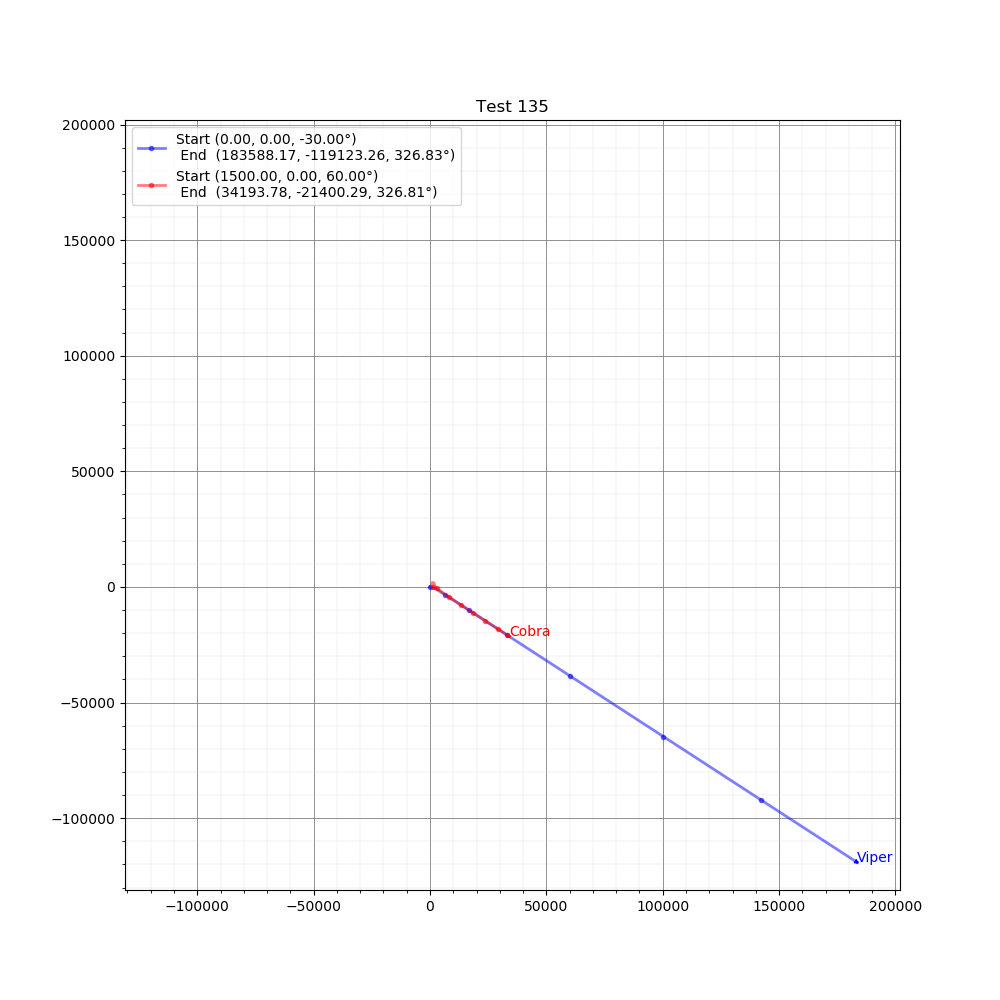 Test 135
Start (0.00, 0.00, -30.00°)
End  (183588.17, -119123.26, 326.83°)
Start (1500.00, 0.00, 60.00°)
End  (34193.78, -21400.29, 326.81°)
200000
150000
100000
50000
0
−50000
−100000
Cobra
Viper
−100000
−50000
0
50000
100000
150000
200000